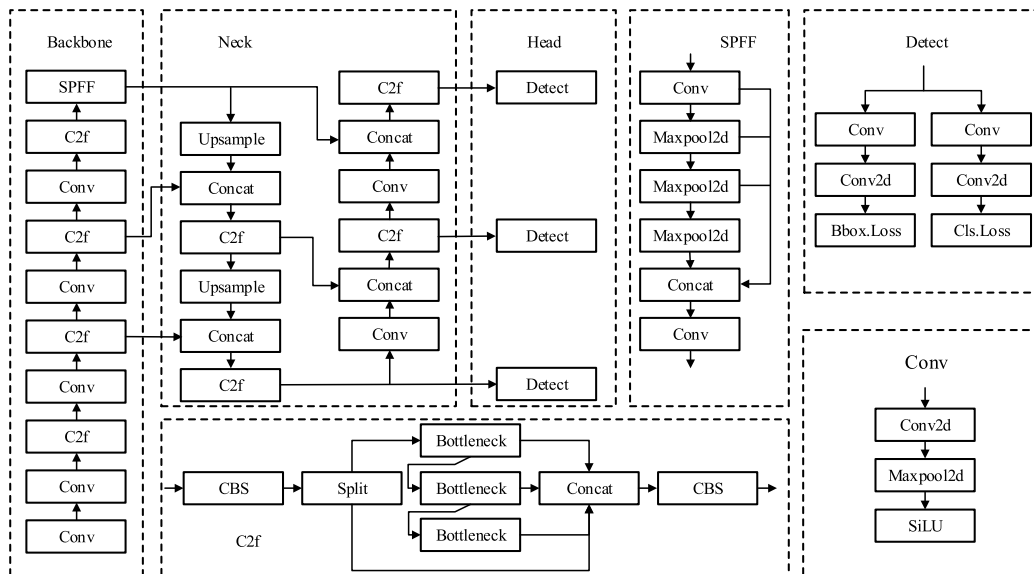 Backbone
SPFF
C2f
Conv
C2f
Conv
C2f
Conv
C2f
Conv
Conv
Neck
Upsample
Concat
C2f
Upsample
Concat
C2f
C2f
Concat
Conv
C2f
Concat
Conv
Head
Detect
Detect
Detect
SPFF
Conv
Maxpool2d
Maxpool2d
Maxpool2d
Concat
Conv
Detect
Conv
Conv
Conv2d
Conv2d
Bbox.Loss
Cls.Loss
CBS
Split
Bottleneck
Bottleneck
Bottleneck
Concat
CBS
C2f
Conv
Conv2d
Maxpool2d
SiLU